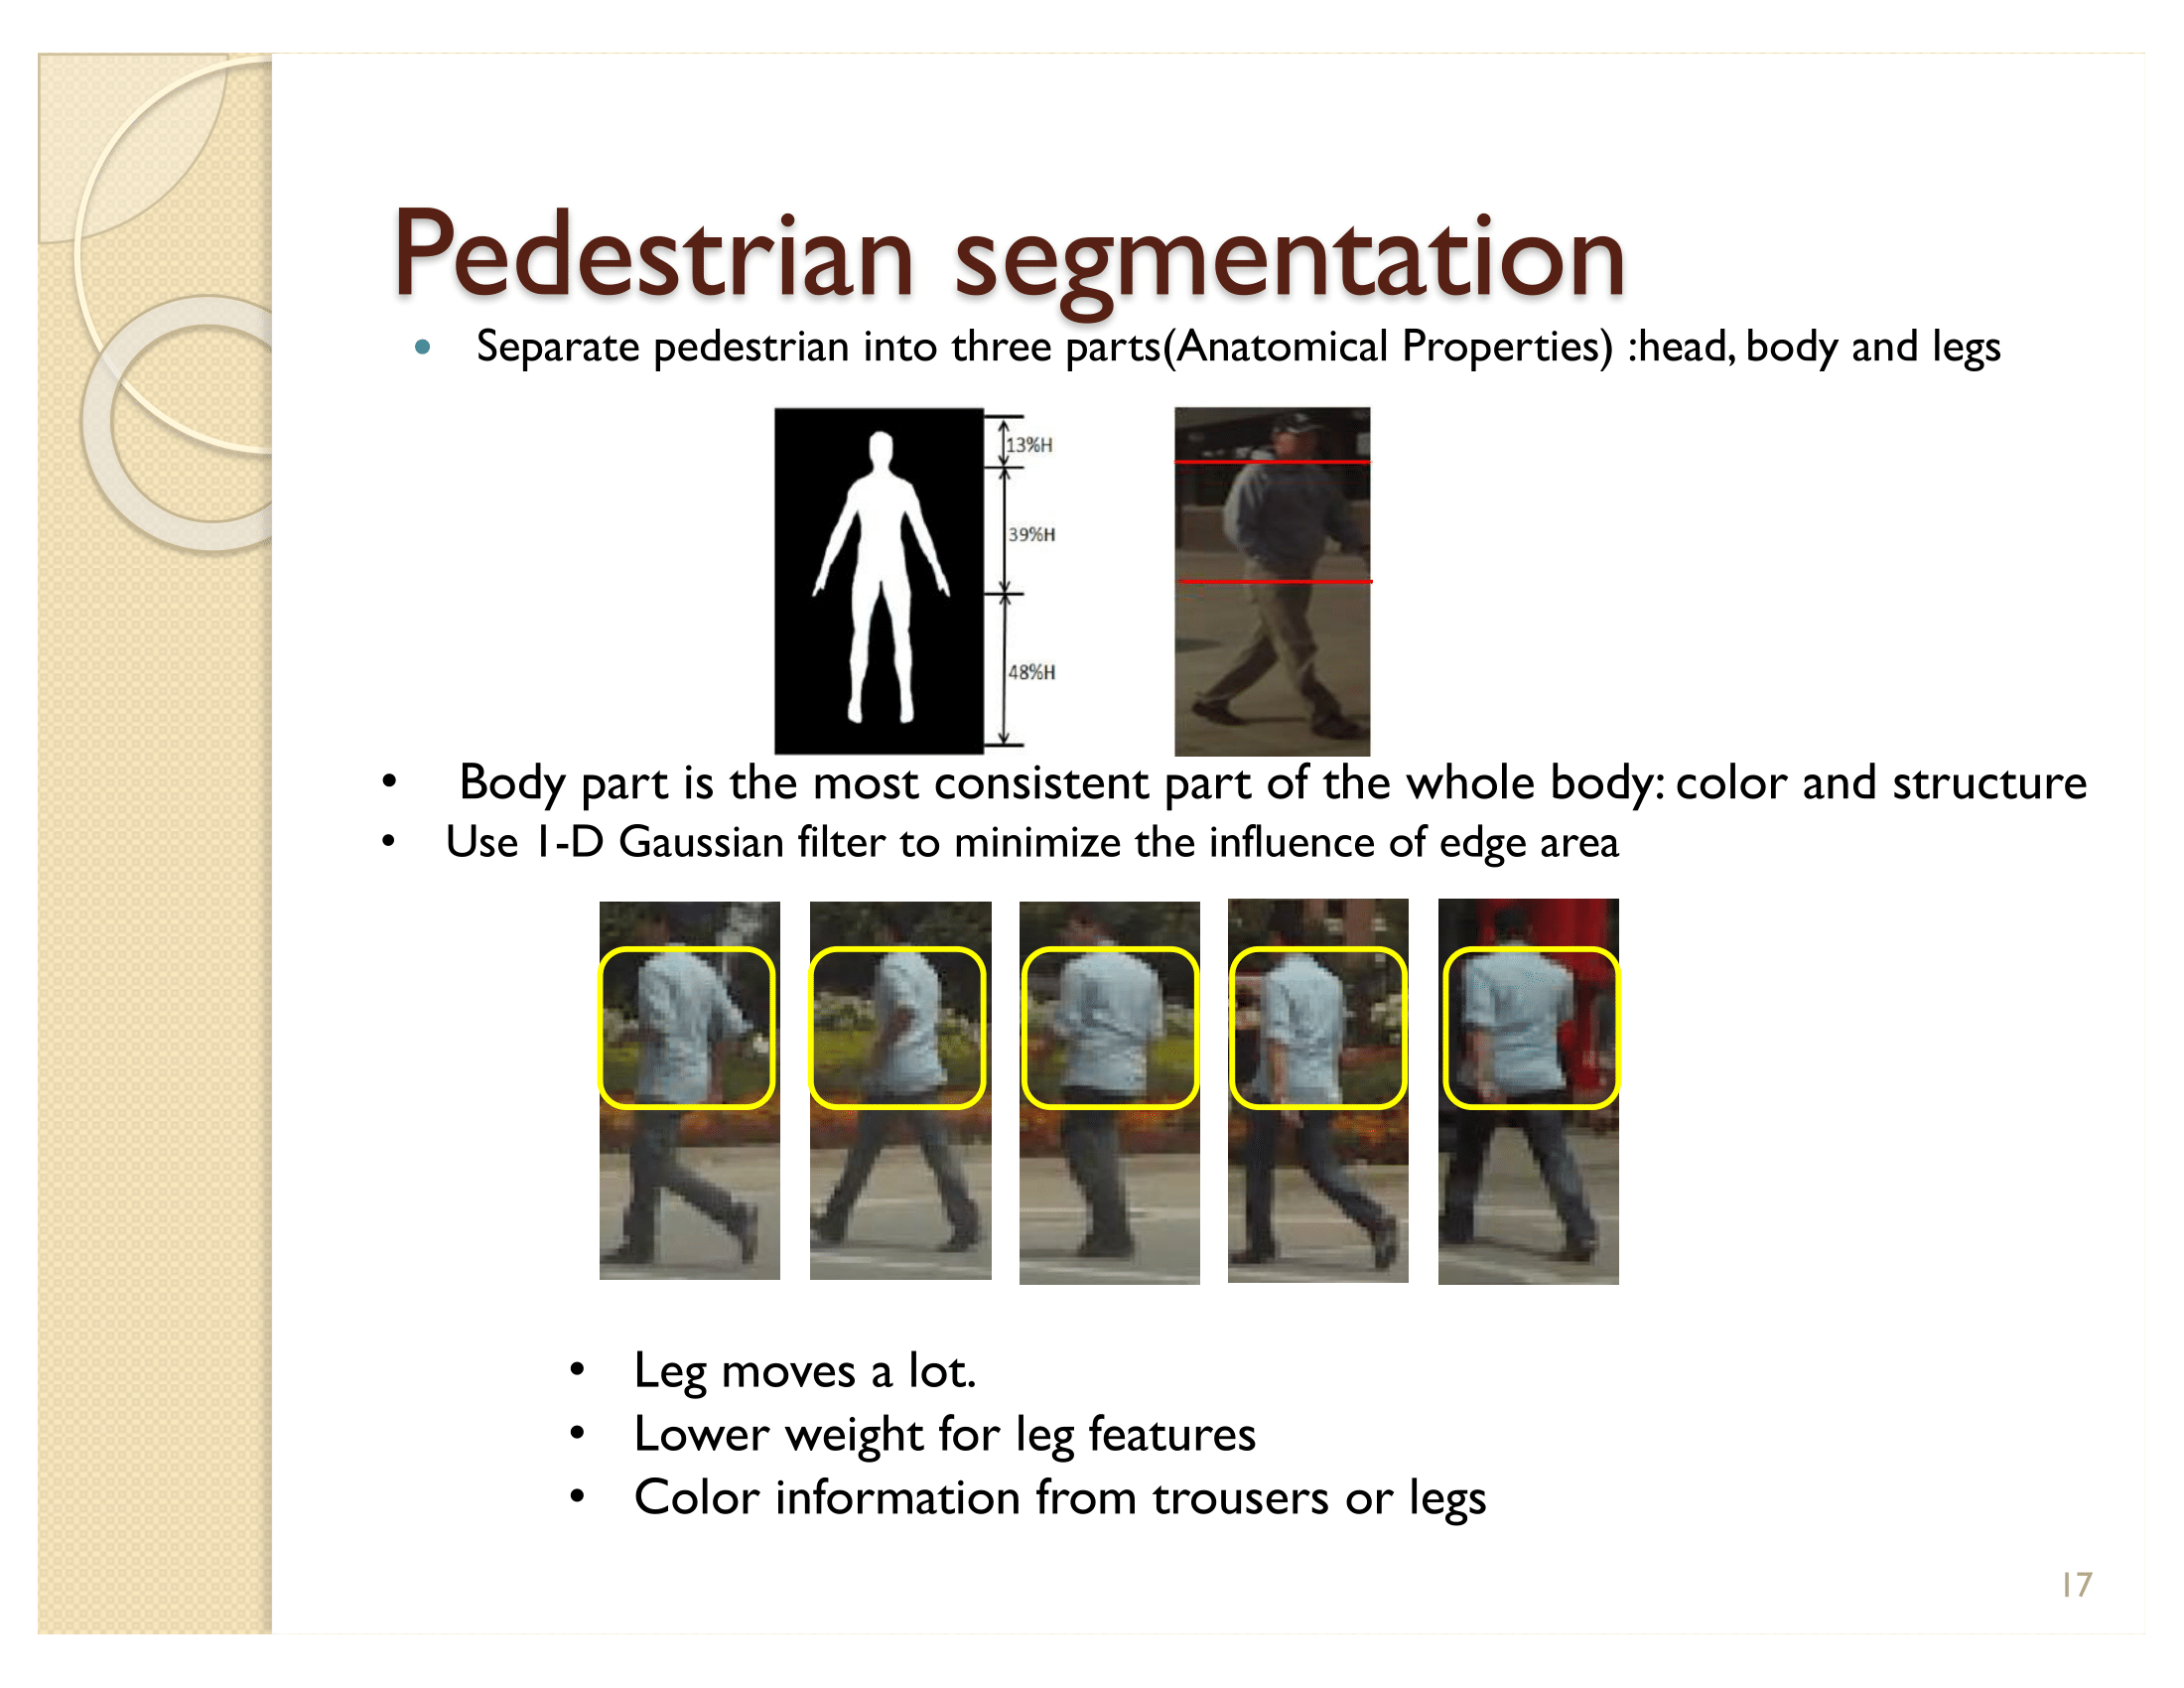 Pedestrian segmentation
• Separate pedestrian into three parts(Anatomical Properties) :head, body and legs
13%H
39%H
48%H
• Body part is the most consistent part of the whole body: color and structure
• Use 1-D Gaussian filter to minimize the influence of edge area
• Leg moves a lot.
• Lower weight for leg features
• Color information from trousers or legs
17